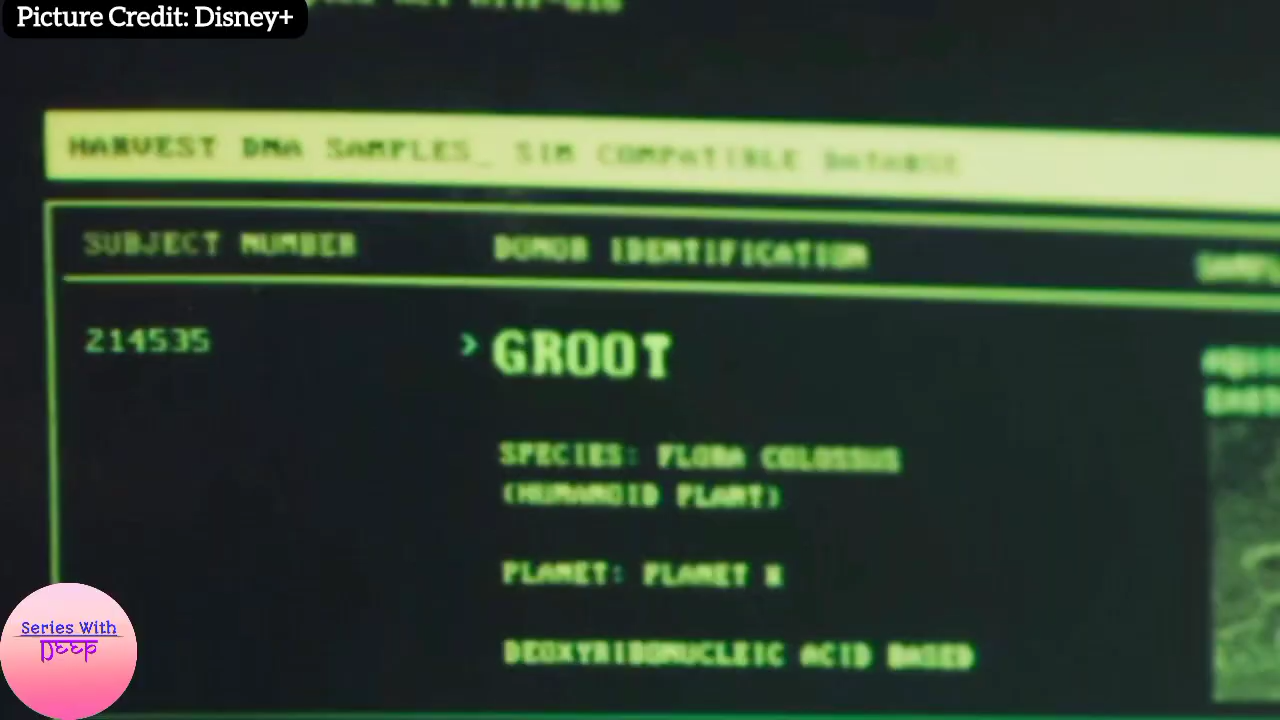 Picture Credit: Disney+
HARVEST DNA SAMPLES_ SIM COMPATIBLE DATABSE
SUBJECT NUMBER
DONOR IDENTIFICATION
214535
> GROOT
SPECIES: FLORA COLOSSUS
(HUMANOID PLANT)
PLANET: PLANET X
DEOXYRIBONUCLEIC ACID BASED
Series With
DEEP